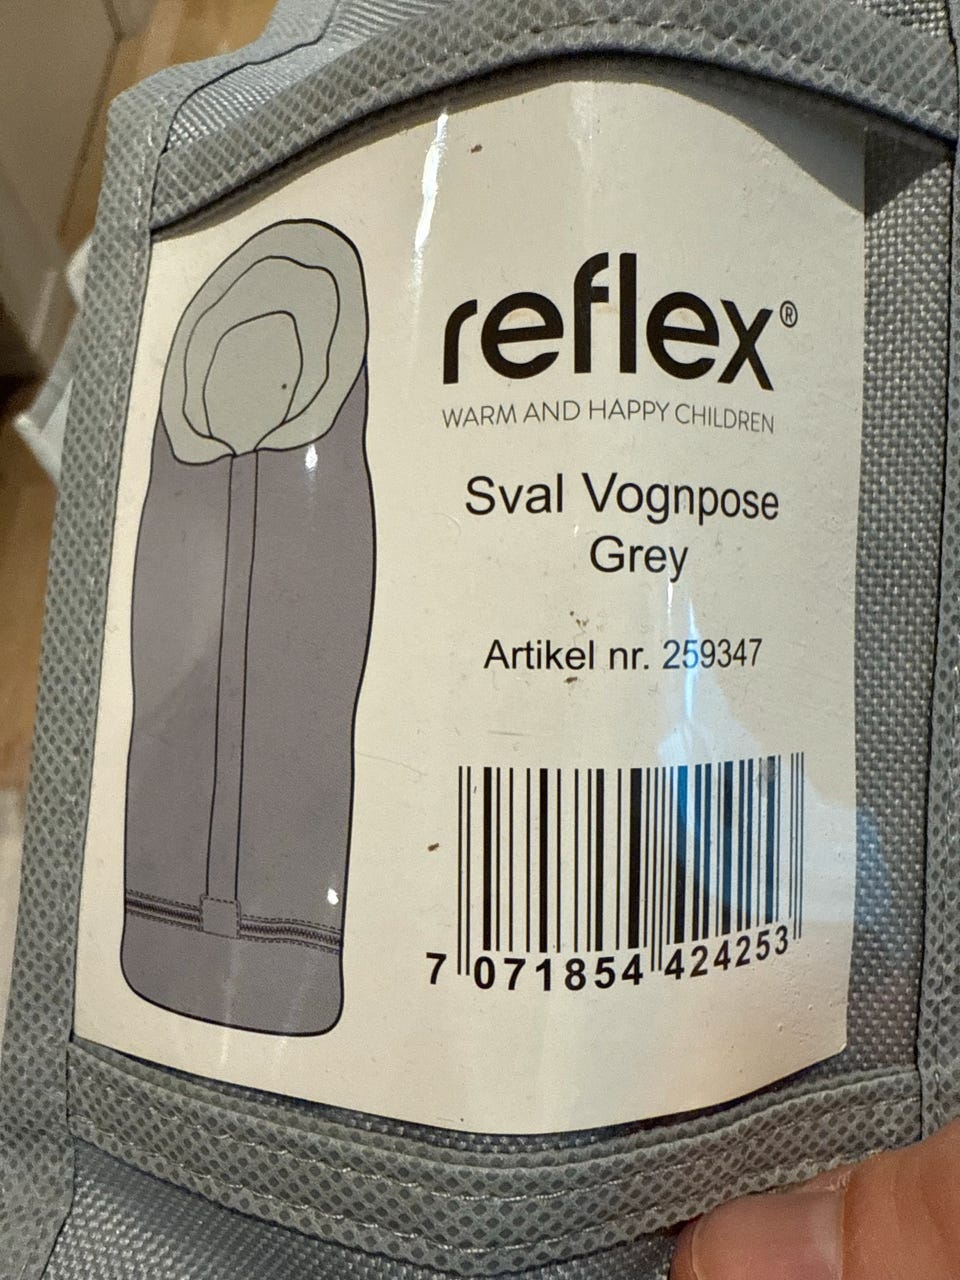 reflex®
WARM AND HAPPY CHILDREN
Sval Vognpose
Grey
Artikel nr. 259347
7 071854 424253